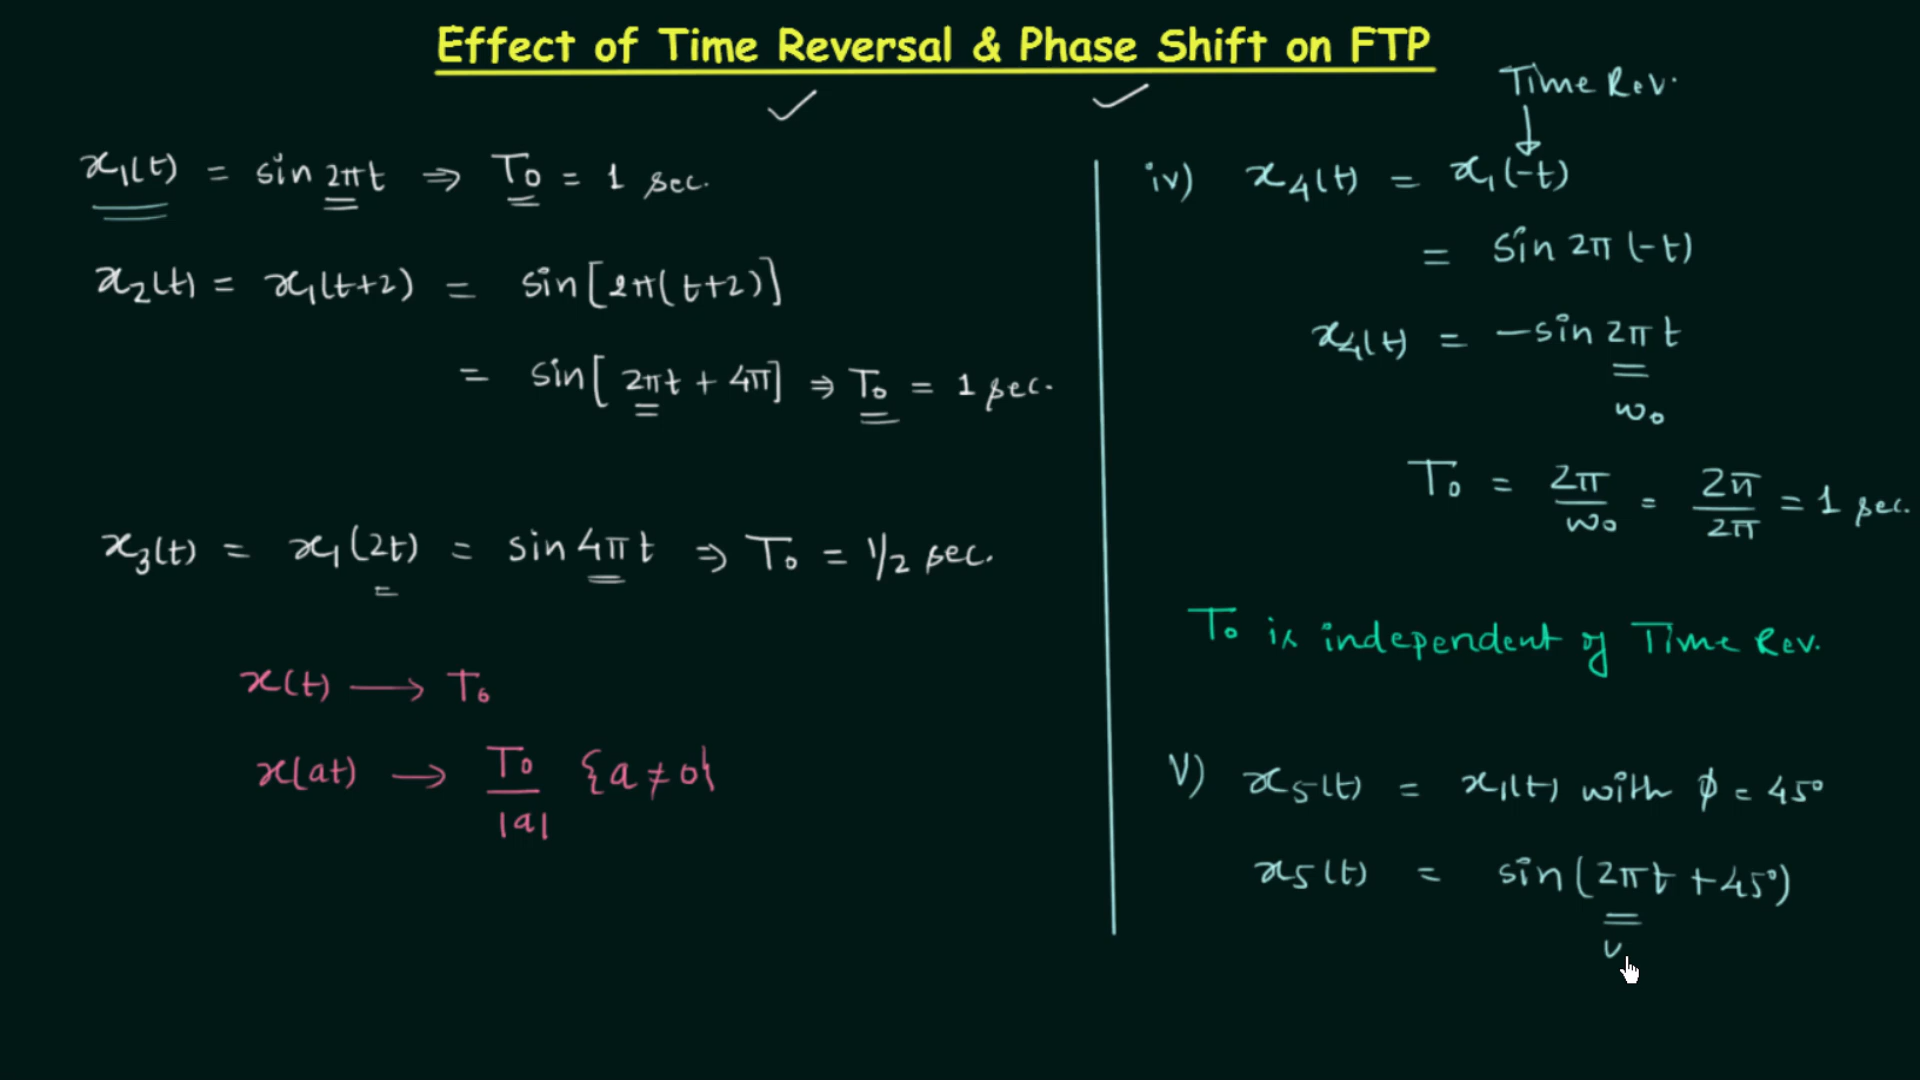 Effect of Time Reversal & Phase Shift on FTP
x₁(t) = sin 2πt ⇒ T₀ = 1 sec.
x₂(t) = x₁(t+2) = sin[2π(t+2)]
= sin[2πt + 4π] ⇒ T₀ = 1 sec.
x₃(t) = x₁(2t) = sin 4πt ⇒ T₀ = 1/2 sec.
x(t) → T₀
x(at) → T₀/|a| {a ≠ 0}
Time Rev.
iv) x₄(t) = x₁(-t)
= sin 2π(-t)
x₄(t) = -sin 2πt
ω₀
T₀ = 2π/ω₀ = 2π/2π = 1 sec.
T₀ is independent of Time Rev.
v) x₅(t) = x₁(t) with ϕ = 45°
x₅(t) = sin(2πt + 45°)